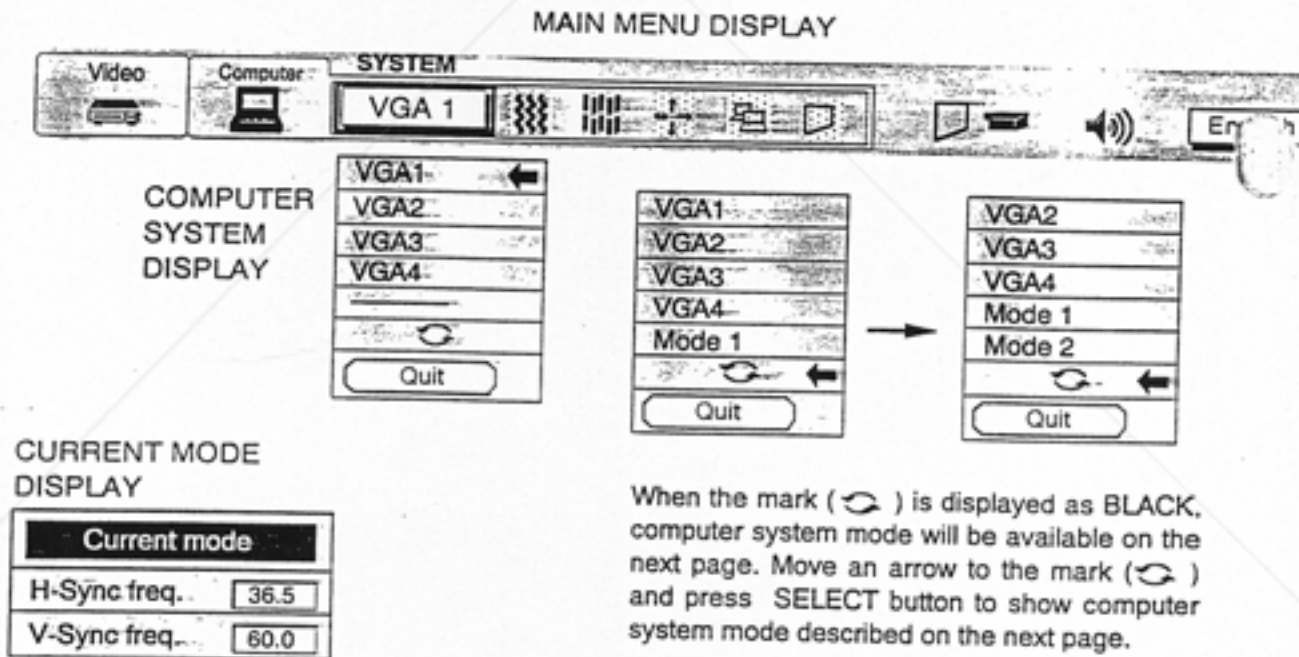 MAIN MENU DISPLAY
Video
Computer
SYSTEM
VGA 1
COMPUTER
SYSTEM
DISPLAY
VGA1
VGA2
VGA3
VGA4
Quit
VGA1
VGA2
VGA3
VGA4
Mode 1
Quit
VGA2
VGA3
VGA4
Mode 1
Mode 2
Quit
CURRENT MODE
DISPLAY
Current mode
H-Sync freq. 36.5
V-Sync freq. 60.0
When the mark ( ) is displayed as BLACK,
computer system mode will be available on the
next page. Move an arrow to the mark ( )
and press SELECT button to show computer
system mode described on the next page.